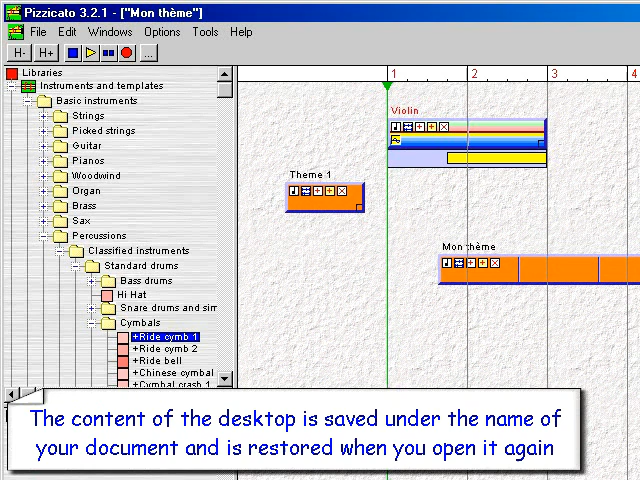 Pizzicato 3.2.1 - ["Mon thème"]
File Edit Windows Options Tools Help
H- H+ ...
Libraries
Instruments and templates
Basic instruments
Strings
Picked strings
Guitar
Pianos
Woodwind
Organ
Brass
Sax
Percussions
Classified instruments
Standard drums
Bass drums
Hi Hat
Snare drums and sim
Cymbals
+Ride cymb 1
+Ride cymb 2
+Ride bell
+Chinese cymbal
+Cymbal crash 1
1 2 3 4
Violin
Theme 1
Mon thème
The content of the desktop is saved under the name of
your document and is restored when you open it again